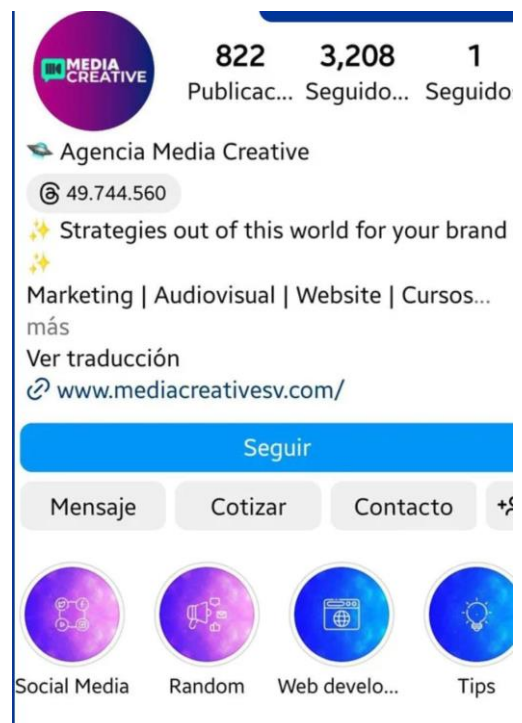 MEDIA
CREATIVE
822 3,208 1
Publicac... Seguido... Seguidos
Agencia Media Creative
49.744.560
Strategies out of this world for your brand
Marketing | Audiovisual | Website | Cursos...
más
Ver traducción
www.mediacreativesv.com/
Seguir
Mensaje Cotizar Contacto
Social Media Random Web develo... Tips